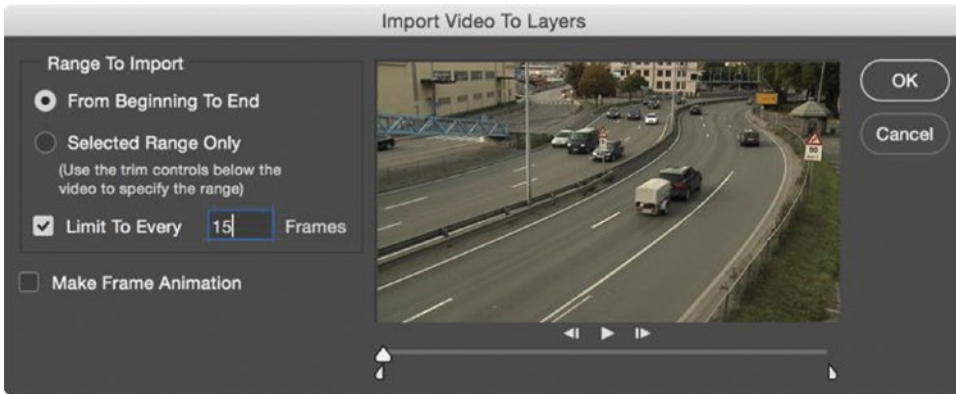 Import Video To Layers
Range To Import
From Beginning To End
Selected Range Only
(Use the trim controls below the
video to specify the range)
Limit To Every 15 Frames
Make Frame Animation
OK
Cancel
50